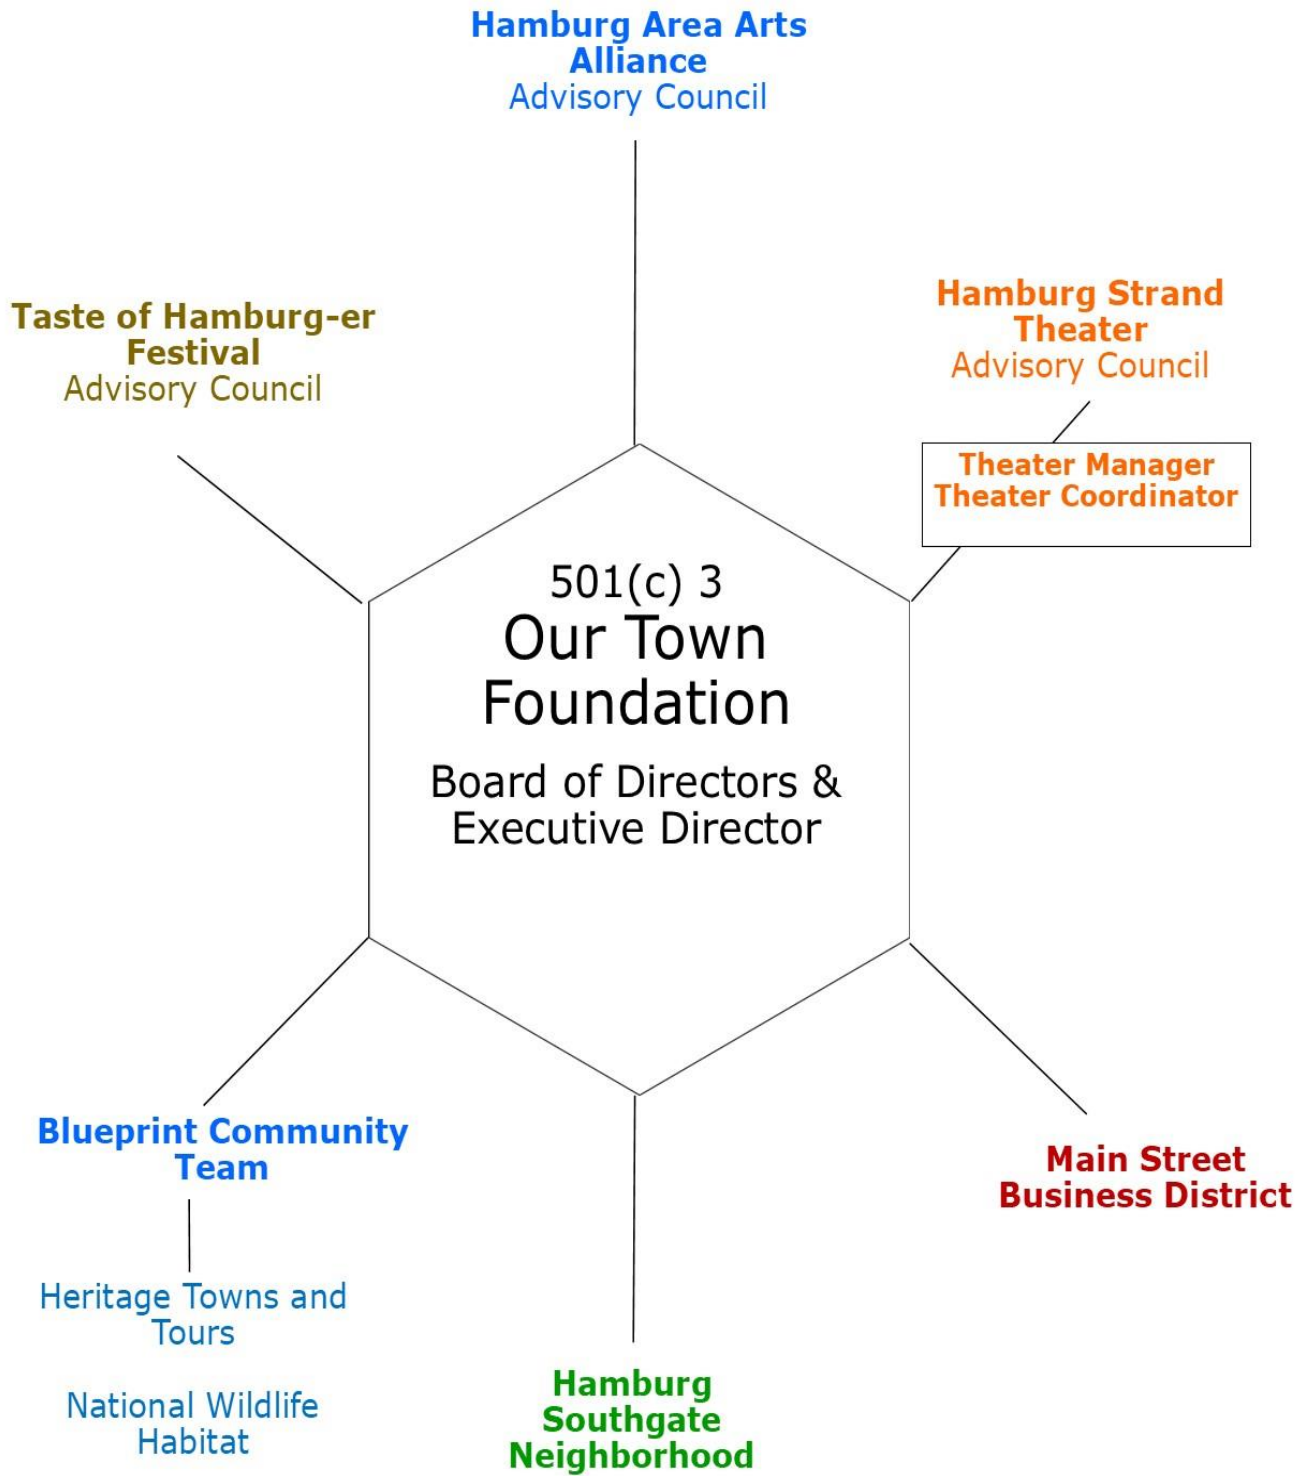 Hamburg Area Arts
Alliance
Advisory Council
Taste of Hamburg-er
Festival
Advisory Council
Hamburg Strand
Theater
Advisory Council
Theater Manager
Theater Coordinator
501(c) 3
Our Town
Foundation
Board of Directors &
Executive Director
Blueprint Community
Team
Heritage Towns and
Tours
National Wildlife
Habitat
Hamburg
Southgate
Neighborhood
Main Street
Business District